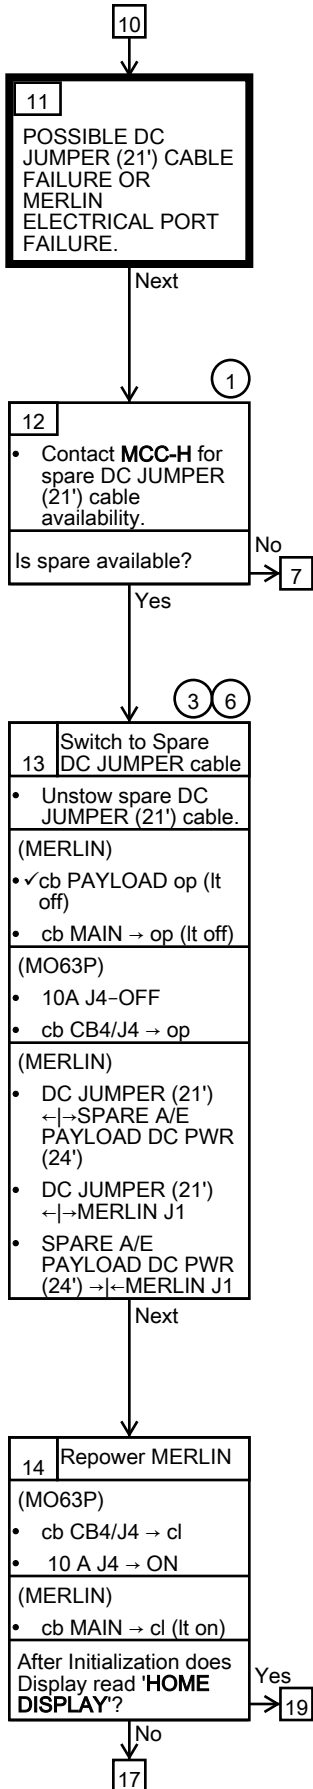 10
11
POSSIBLE DC
JUMPER (21') CABLE
FAILURE OR
MERLIN
ELECTRICAL PORT
FAILURE.
Next
1
12
• Contact MCC-H for
spare DC JUMPER
(21') cable
availability.
Is spare available?
No
7
Yes
3 6
Switch to Spare
13 DC JUMPER cable
• Unstow spare DC
JUMPER (21') cable.
(MERLIN)
• ✓cb PAYLOAD op (lt
off)
• cb MAIN → op (lt off)
(MO63P)
• 10A J4−OFF
• cb CB4/J4 → op
(MERLIN)
• DC JUMPER (21')
←|→SPARE A/E
PAYLOAD DC PWR
(24')
• DC JUMPER (21')
←|→MERLIN J1
• SPARE A/E
PAYLOAD DC PWR
(24') →|←MERLIN J1
Next
14 Repower MERLIN
(MO63P)
• cb CB4/J4 → cl
• 10 A J4 → ON
(MERLIN)
• cb MAIN → cl (lt on)
After Initialization does
Display read 'HOME
DISPLAY'?
Yes
19
No
17